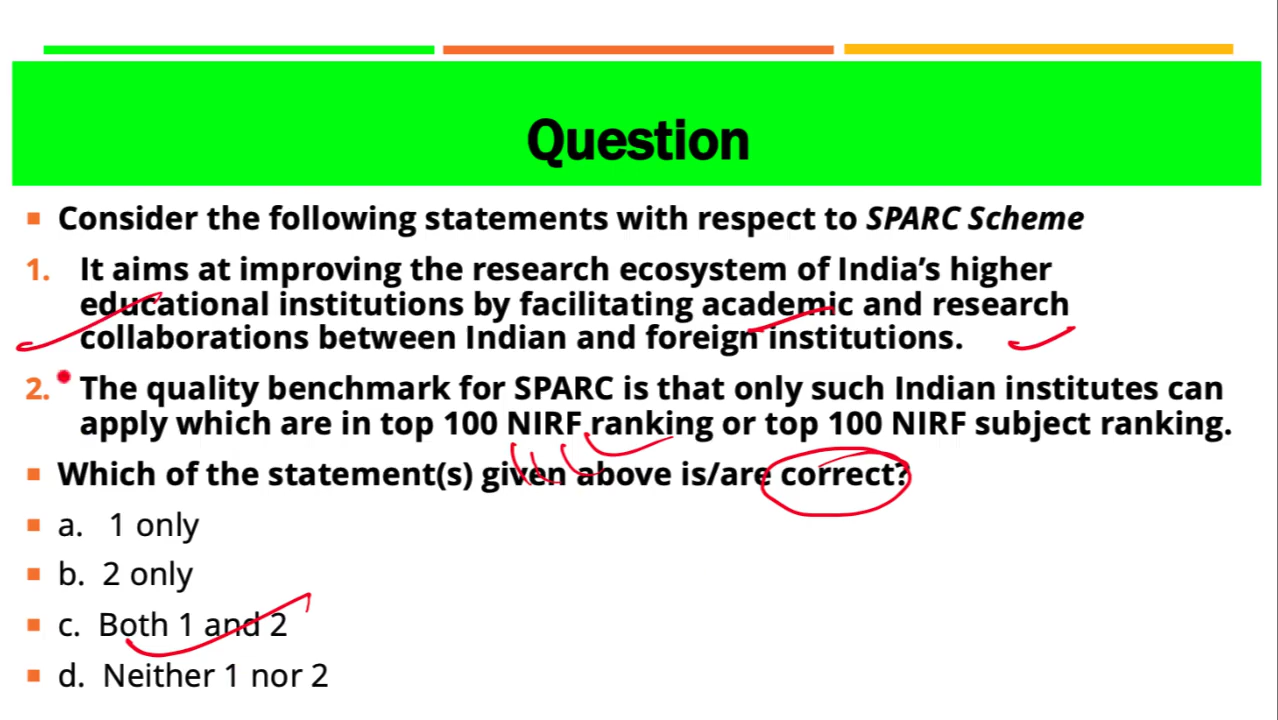 Question
Consider the following statements with respect to SPARC Scheme
1. It aims at improving the research ecosystem of India’s higher
educational institutions by facilitating academic and research
collaborations between Indian and foreign institutions.
2. The quality benchmark for SPARC is that only such Indian institutes can
apply which are in top 100 NIRF ranking or top 100 NIRF subject ranking.
Which of the statement(s) given above is/are correct?
a. 1 only
b. 2 only
c. Both 1 and 2
d. Neither 1 nor 2